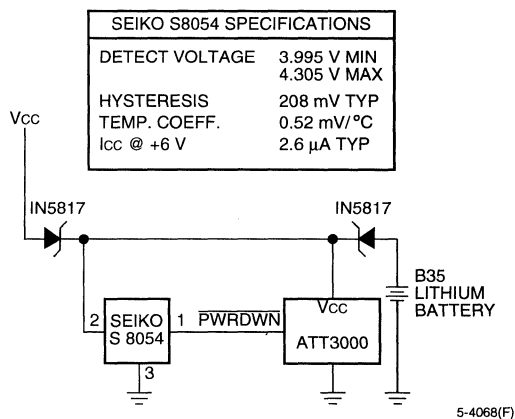 SEIKO S8054 SPECIFICATIONS
DETECT VOLTAGE 3.995 V MIN
4.305 V MAX
HYSTERESIS 208 mV TYP
TEMP. COEFF. 0.52 mV/°C
ICC @ +6 V 2.6 μA TYP
VCC
IN5817 IN5817
B35
LITHIUM
BATTERY
2 SEIKO
S 8054 1 PWRDWN
VCC
ATT3000
3
5-4068(F)